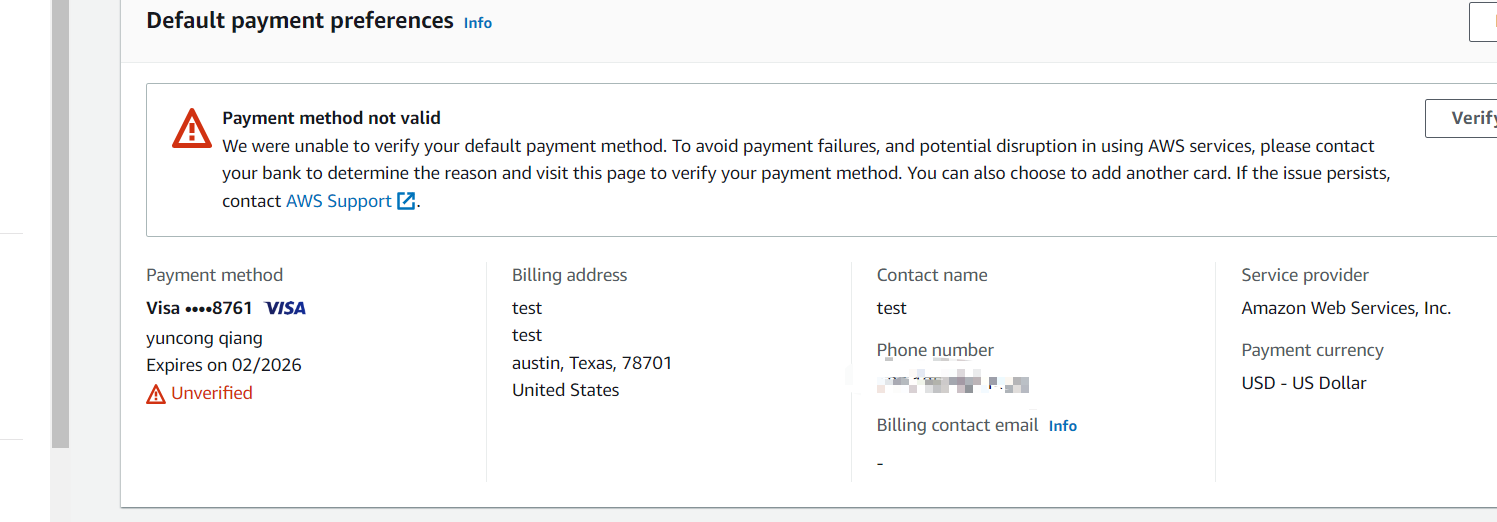 Default payment preferences Info
Payment method not valid
We were unable to verify your default payment method. To avoid payment failures, and potential disruption in using AWS services, please contact
your bank to determine the reason and visit this page to verify your payment method. You can also choose to add another card. If the issue persists,
contact AWS Support.
Verify
Payment method
Visa ••••8761 VISA
yuncong qiang
Expires on 02/2026
Unverified
Billing address
test
test
austin, Texas, 78701
United States
Contact name
test
Phone number
Billing contact email Info
-
Service provider
Amazon Web Services, Inc.
Payment currency
USD - US Dollar